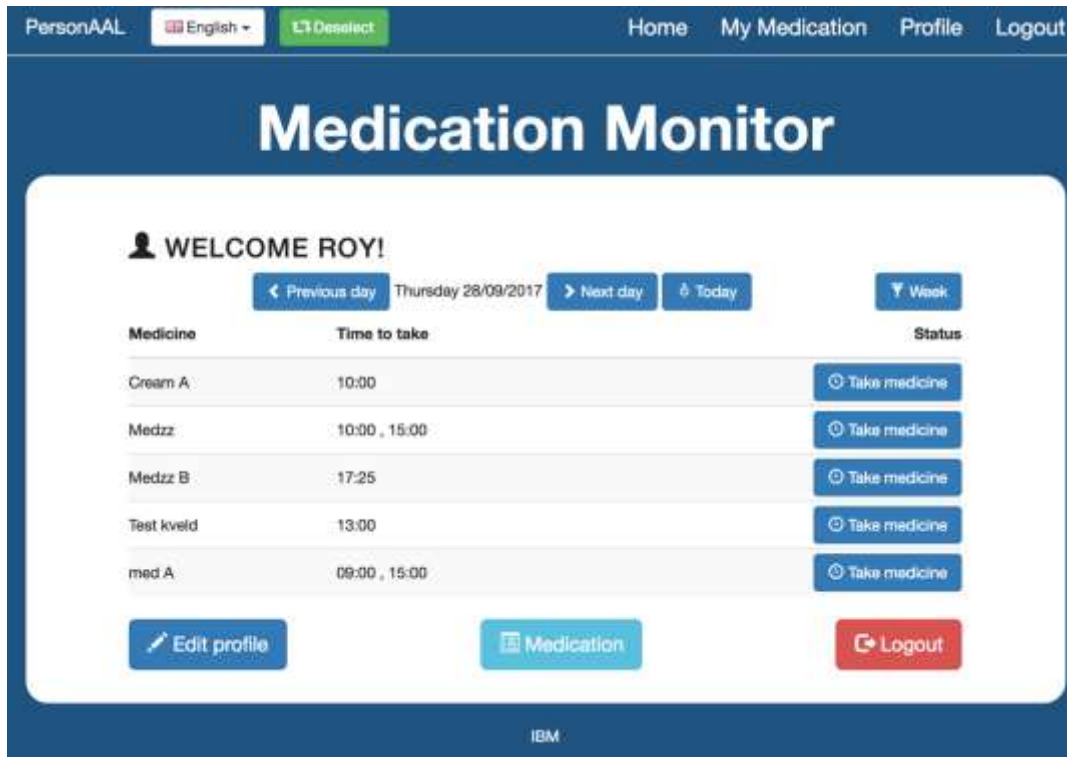 PersonAAL English Deselect Home My Medication Profile Logout
Medication Monitor
WELCOME ROY!
Previous day Thursday 28/09/2017 Next day Today Week
Medicine Time to take Status
Cream A 10:00 Take medicine
Medzz 10:00 , 15:00 Take medicine
Medzz B 17:25 Take medicine
Test kveld 13:00 Take medicine
med A 09:00 , 15:00 Take medicine
Edit profile Medication Logout
IBM